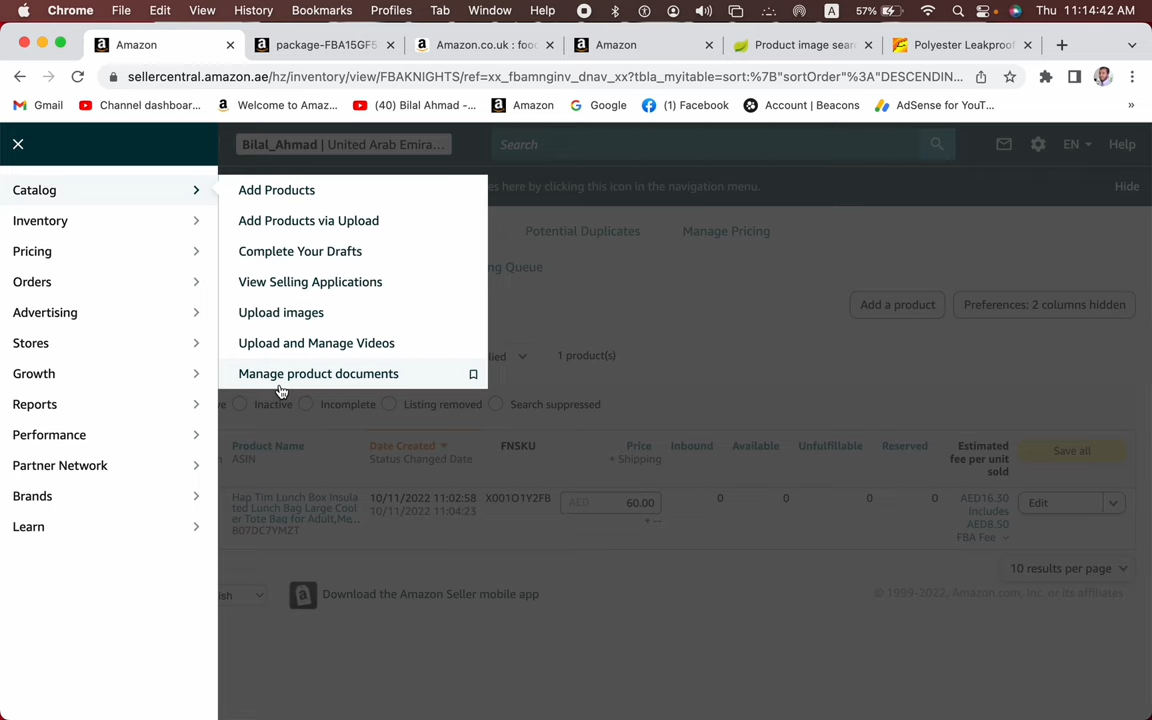 Chrome File Edit View History Bookmarks Profiles Tab Window Help A 57% Thu 11:14:42 AM
Amazon package-FBA15GF5 Amazon.co.uk : food Amazon Product image sear Polyester Leakproof
sellercentral.amazon.ae/hz/inventory/view/FBAKNIGHTS/ref=xx_fbamnginv_dnav_xx?tbla_myitable=sort:%7B"sortOrder"%3A"DESCENDIN...
Gmail Channel dashboar... Welcome to Amaz... (40) Bilal Ahmad -... Amazon Google (1) Facebook Account | Beacons AdSense for YouT... »
Bilal_Ahmad | United Arab Emira... Search EN Help
Catalog
Inventory
Pricing
Orders
Advertising
Stores
Growth
Reports
Performance
Partner Network
Brands
Learn
Add Products
Add Products via Upload
Complete Your Drafts
View Selling Applications
Upload images
Upload and Manage Videos
Manage product documents
es here by clicking this icon in the navigation menu. Hide
Potential Duplicates Manage Pricing
ng Queue
Add a product Preferences: 2 columns hidden
lied 1 product(s)
e Inactive Incomplete Listing removed Search suppressed
Product Name
ASIN
Date Created
Status Changed Date
FNSKU
Price
+ Shipping
Inbound Available Unfulfillable Reserved
Estimated
fee per unit
sold
Save all
Hap Tim Lunch Box Insula
ted Lunch Bag Large Cool
er Tote Bag for Adult,Me...
B07DC7YMZT
10/11/2022 11:02:58
10/11/2022 11:04:23
X001O1Y2FB
AED 60.00
+ --
0 0 0 0
AED16.30
Includes
AED8.50
FBA Fee
Edit
10 results per page
ish Download the Amazon Seller mobile app © 1999-2022, Amazon.com, Inc. or its affiliates